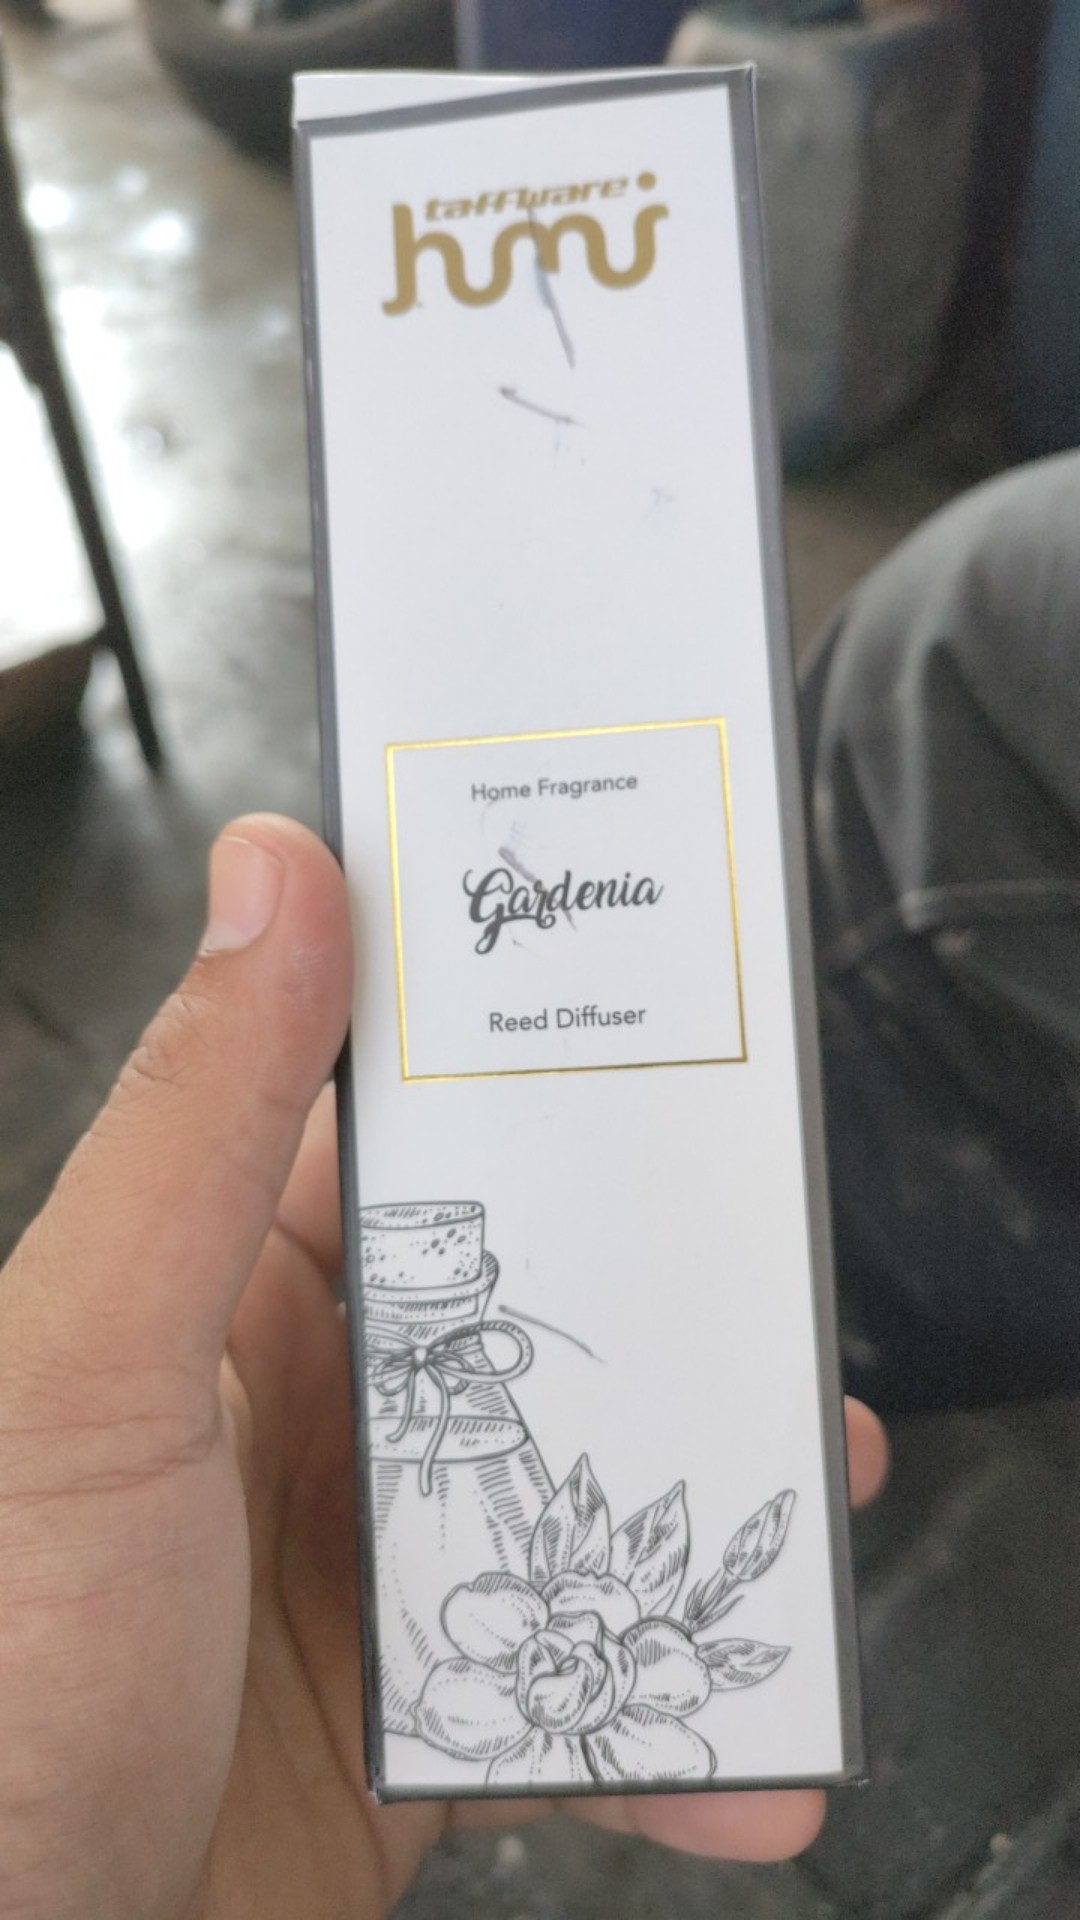 taffware
humi
Home Fragrance
Gardenia
Reed Diffuser